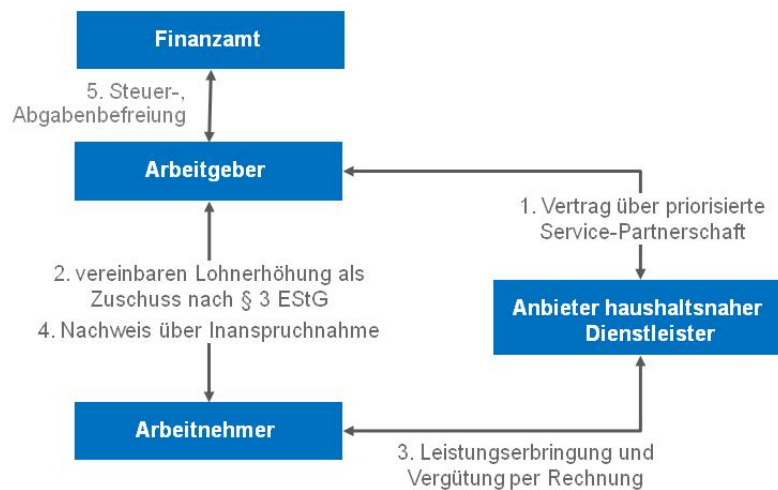 Finanzamt
5. Steuer-,
Abgabenbefreiung
Arbeitgeber
1. Vertrag über priorisierte
Service-Partnerschaft
2. vereinbaren Lohnerhöhung als
Zuschuss nach § 3 EStG
4. Nachweis über Inanspruchnahme
Anbieter haushaltsnaher
Dienstleister
Arbeitnehmer
3. Leistungserbringung und
Vergütung per Rechnung